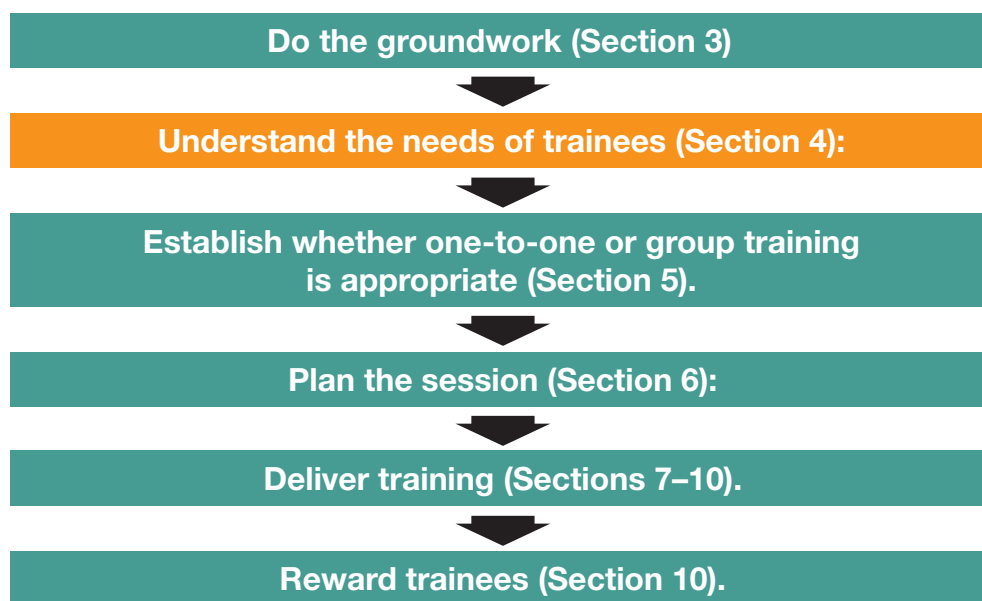 Do the groundwork (Section 3)
Understand the needs of trainees (Section 4):
Establish whether one-to-one or group training
is appropriate (Section 5).
Plan the session (Section 6):
Deliver training (Sections 7–10).
Reward trainees (Section 10).